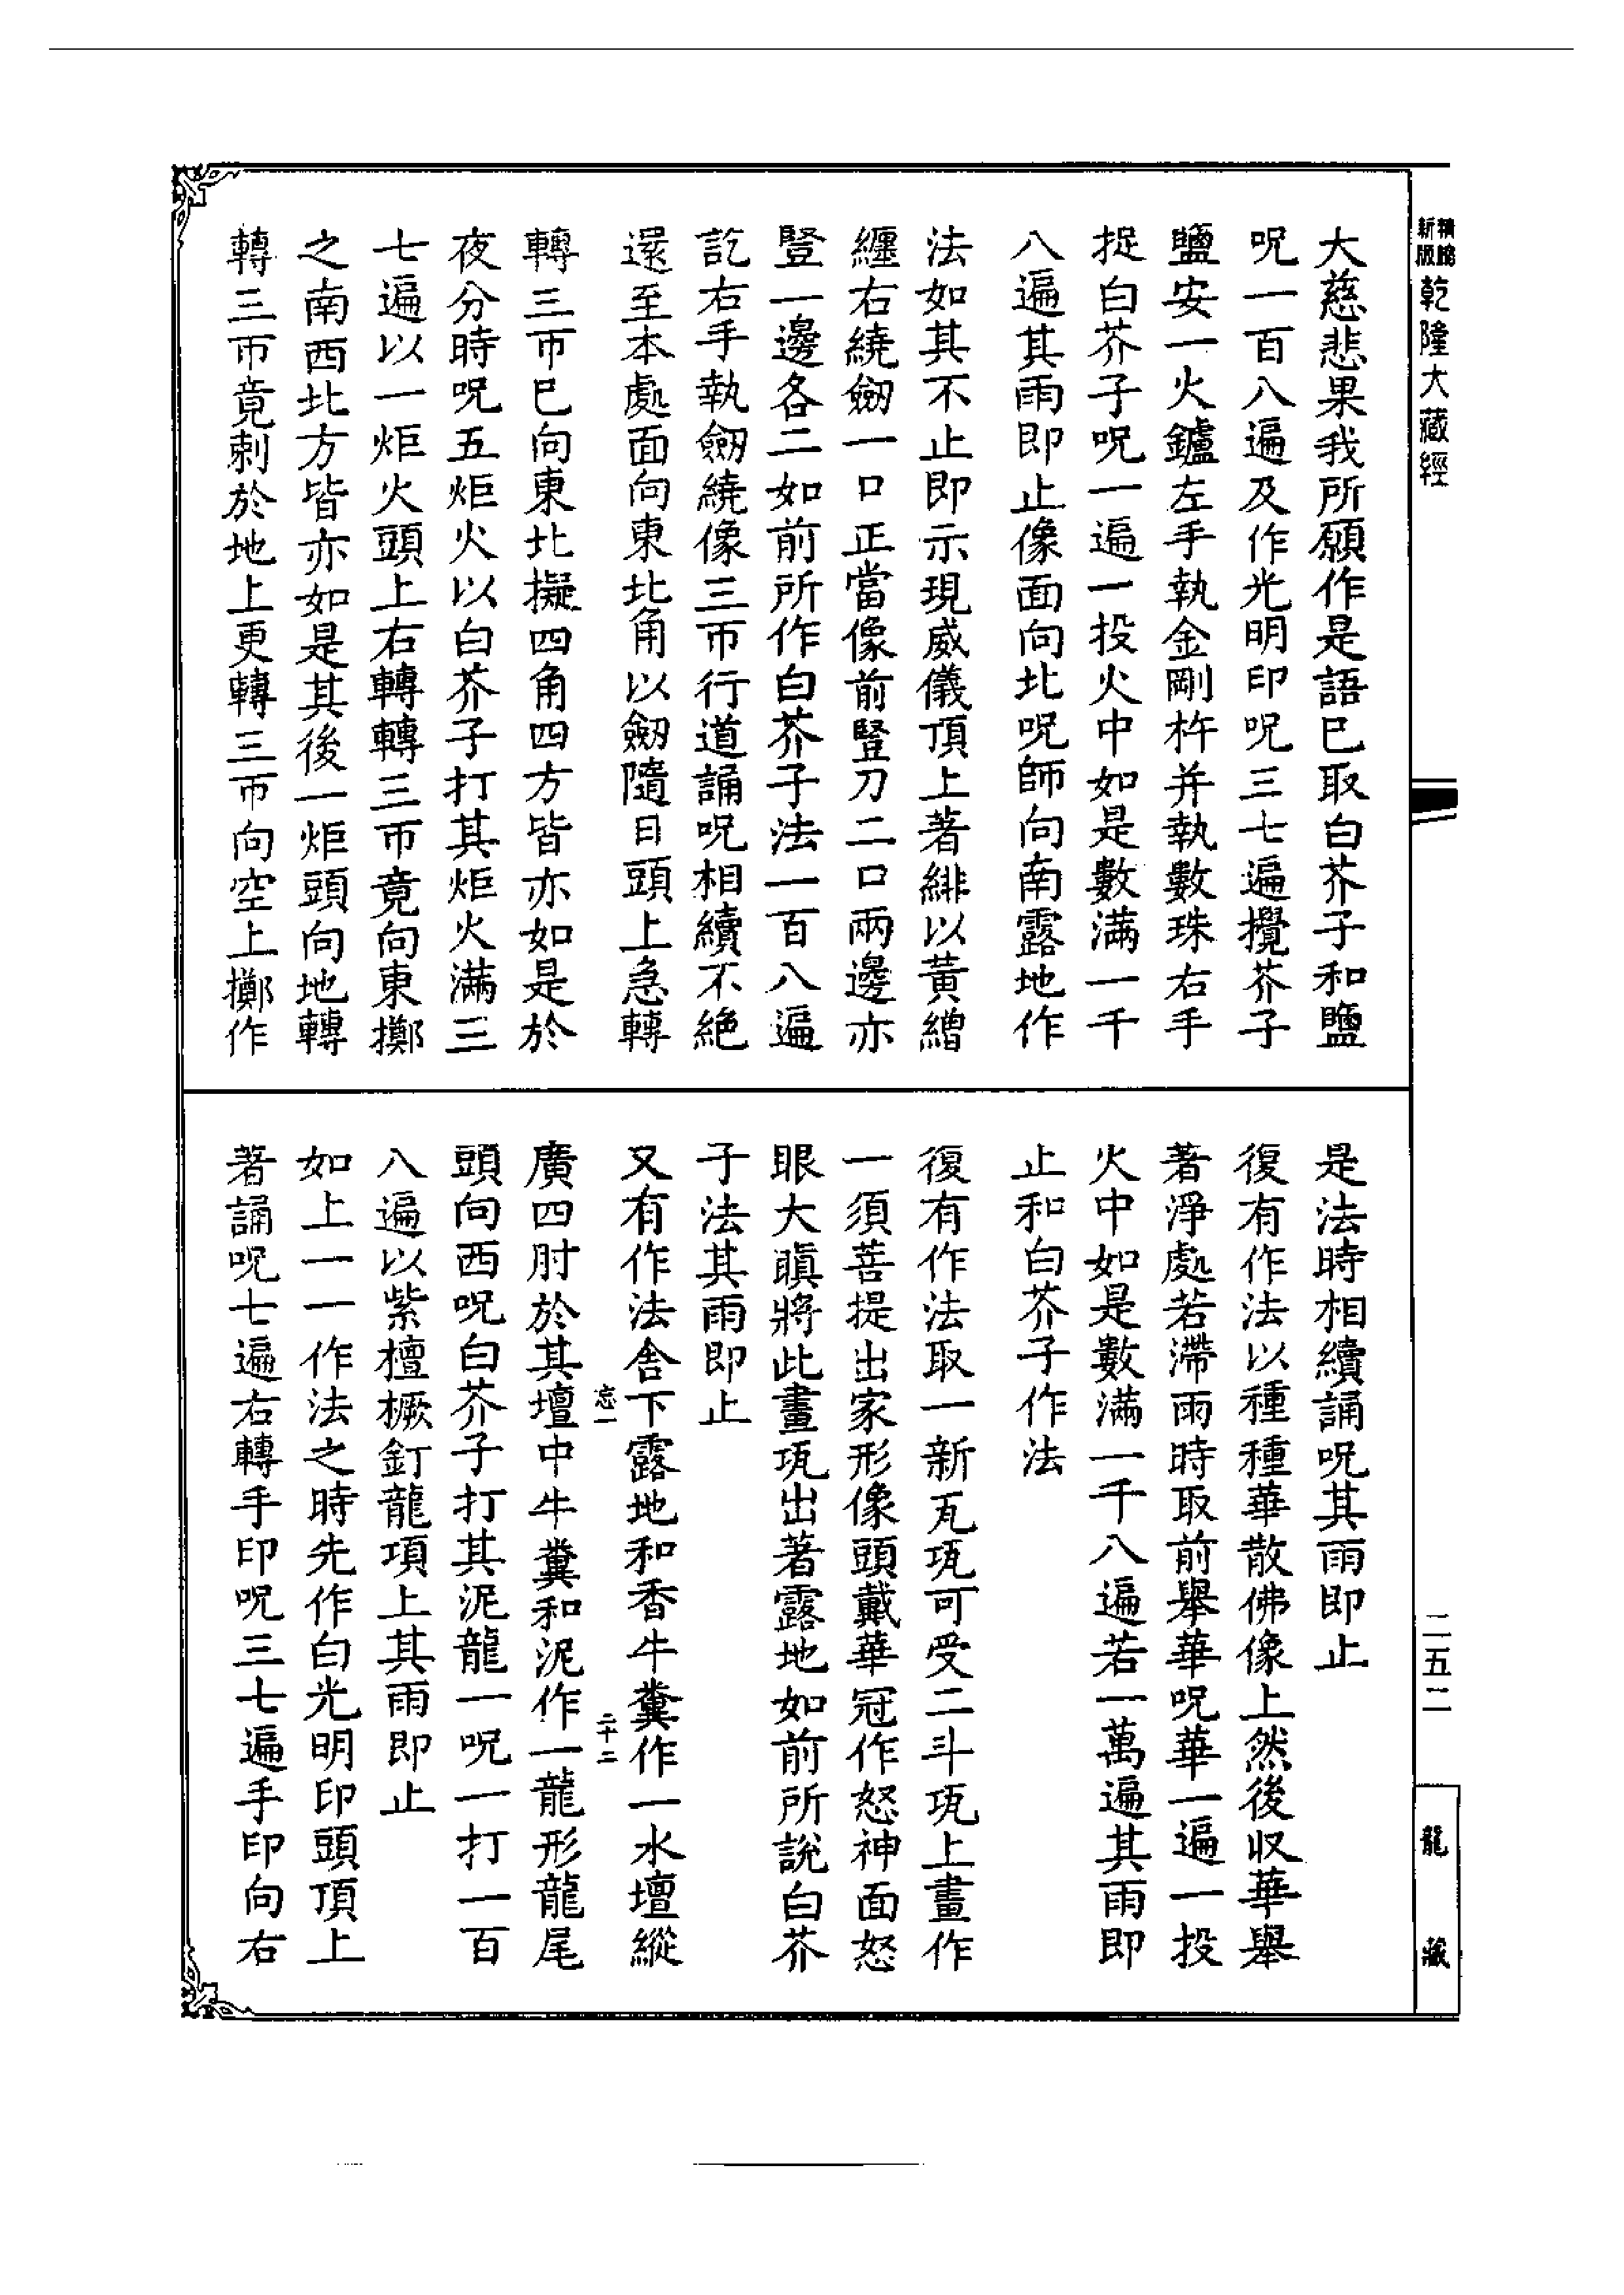 新版
精縮
乾隆大藏經
大慈悲果我所願作是語已取白芥子和鹽
呪一百八遍及作光明印呪三七遍攪芥子
鹽安一火鑪左手執金剛杵并執數珠右手
捉白芥子呪一遍一投火中如是數滿一千
八遍其雨即止像面向北呪師向南露地作
法如其不止即示現威儀頂上著緋以黃繒
纏右繞劒一口正當像前豎刀二口兩邊亦
豎一邊各二如前所作白芥子法一百八遍
訖右手執劒繞像三帀行道誦呪相續不絕
還至本處面向東北角以劒隨日頭上急轉
轉三帀已向東北擬四角四方皆亦如是於
夜分時呪五炬火以白芥子打其炬火滿三
七遍以一炬火頭上右轉轉三帀竟向東擲
之南西北方皆亦如是其後一炬頭向地轉
轉三帀竟刺於地上更轉三帀向空上擲作
是法時相續誦呪其雨即止
復有作法以種種華散佛像上然後収華舉
著淨處若滯雨時取前舉華呪華一遍一投
火中如是數滿一千八遍若一萬遍其雨即
止和白芥子作法
復有作法取一新瓦㼚可受二斗㼚上畫作
一須菩提出家形像頭戴華冠作怒神面怒
眼大瞋將此畫㼚出著露地如前所說白芥
子法其雨即止
又有作法舍下露地和香牛糞作一水壇縱
忘一
二十二
廣四肘於其壇中牛糞和泥作一龍形龍尾
頭向西呪白芥子打其泥龍一呪一打一百
八遍以紫檀橛釘龍項上其雨即止
如上一一作法之時先作白光明印頭頂上
著誦呪七遍右轉手印呪三七遍手印向右
二五二
龍
藏